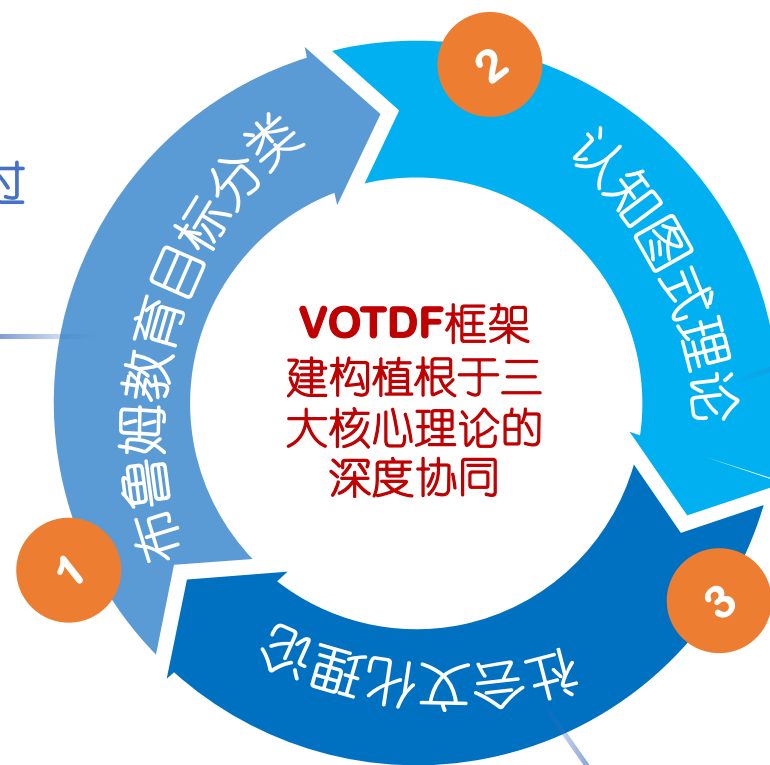 过
1
布鲁姆教育目标分类
2
认知图式理论
3
社会文化理论
VOTDF框架
建构植根于三
大核心理论的
深度协同